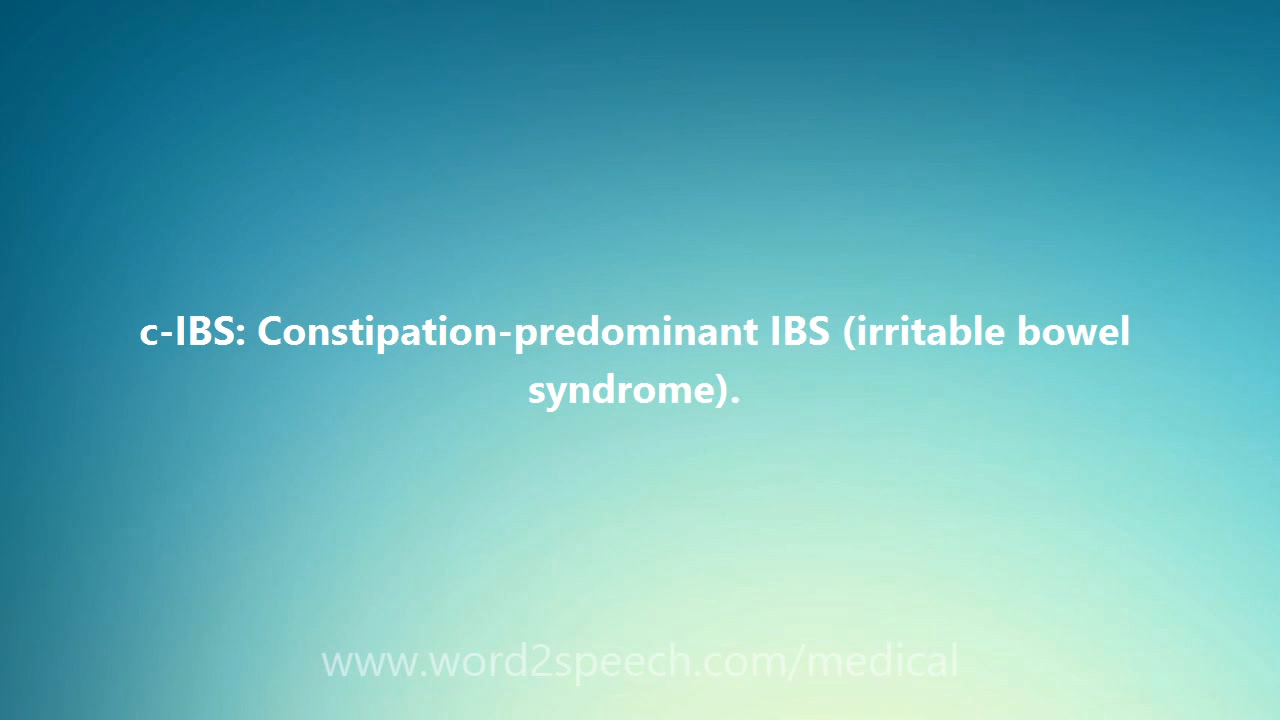 c-IBS: Constipation-predominant IBS (irritable bowel
syndrome).
www.word2speech.com/medical